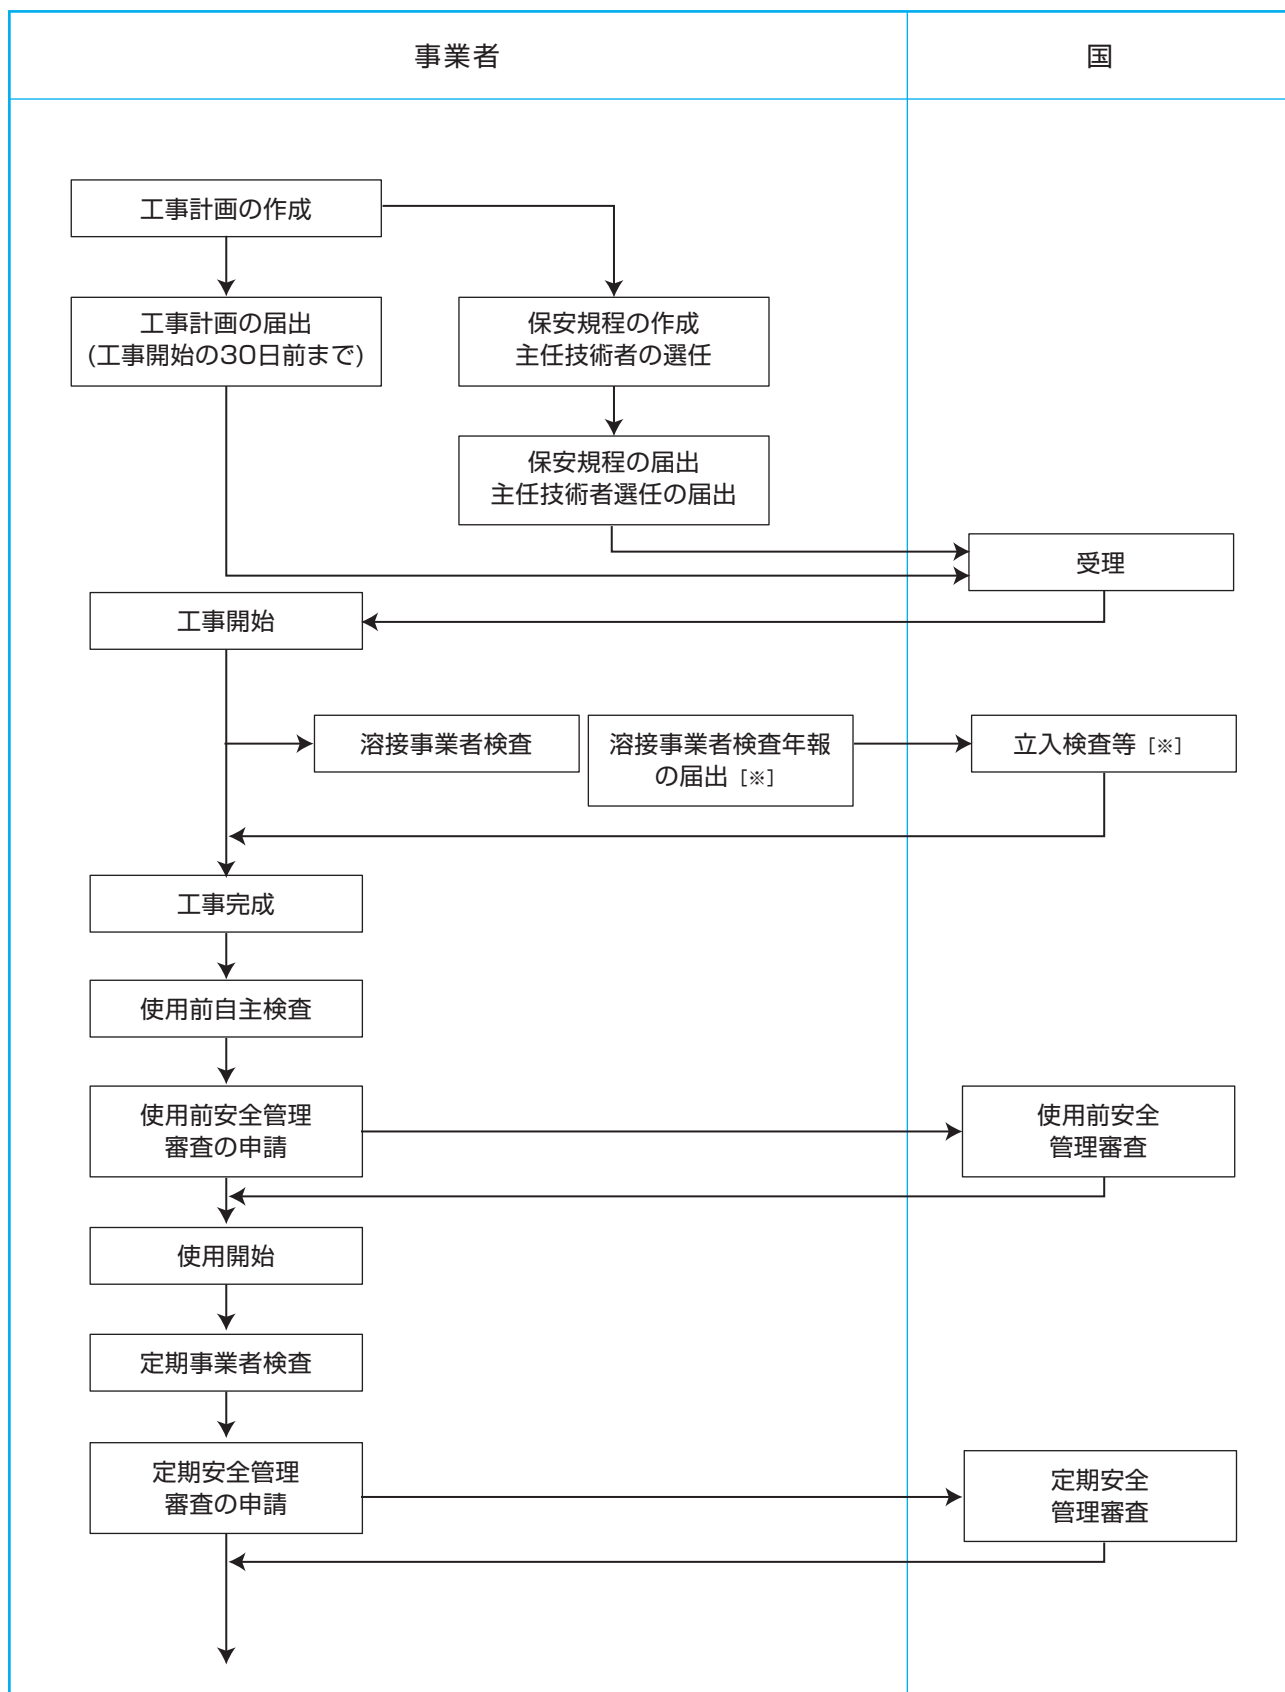 事業者
国
工事計画の作成
工事計画の届出
(工事開始の30日前まで)
保安規程の作成
主任技術者の選任
保安規程の届出
主任技術者選任の届出
受理
工事開始
溶接事業者検査
溶接事業者検査年報
の届出［※］
立入検査等［※］
工事完成
使用前自主検査
使用前安全管理
審査の申請
使用前安全
管理審査
使用開始
定期事業者検査
定期安全管理
審査の申請
定期安全
管理審査